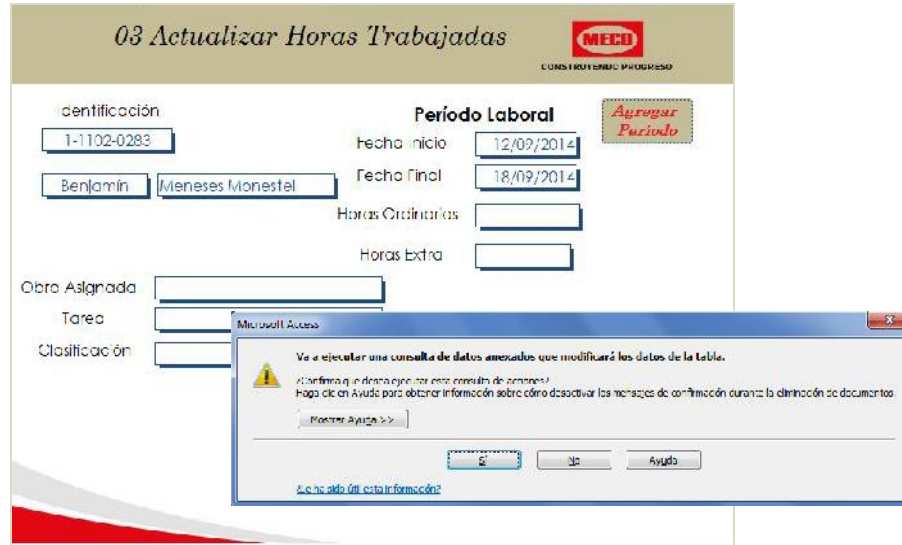 03 Actualizar Horas Trabajadas
MECO
CONSTRUYENDO PROGRESO
Identificación
Período Laboral
Agregar
Periodo
1-1102-0283
Fecha Inicio
12/09/2014
Benjamín
Meneses Monestel
Fecha Final
18/09/2014
Horas Ordinarias
Horas Extra
Obra Asignada
Tarea
Clasificación
Microsoft Access
Va a ejecutar una consulta de datos anexados que modificará los datos de la tabla.
¿Confirma que desea ejecutar esta consulta de acciones?
Haga clic en Ayuda para obtener información sobre cómo desactivar los mensajes de confirmación durante la eliminación de documentos.
Mostrar Ayuda >>
Sí
No
Ayuda
¿Le ha sido útil esta información?